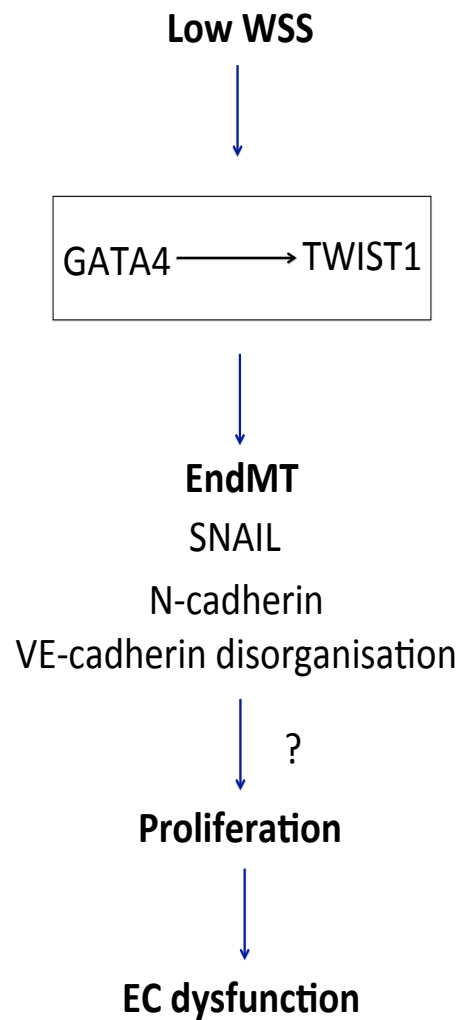 Low WSS
GATA4 TWIST1
EndMT
SNAIL
N-cadherin
VE-cadherin disorganisation
?
Proliferation
EC dysfunction